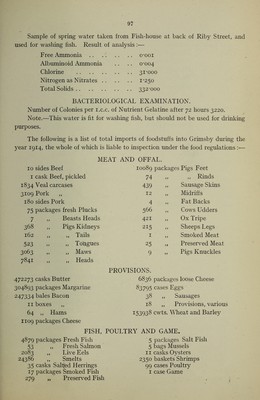 97
Sample of spring water taken from Fish-house at back of Riby Street, and
used for washing fish. Result of analysis :—
Free Ammonia .. .. .. .. 0·001
Albuminoid Ammonia .. .. 0·004
Chlorine .. .. .. .. .. 31·000
Nitrogen as Nitrates .. .. .. 1·250
Total Solids .. .. .. .. .. 332·000
BACTERIOLOGICAL EXAMINATION.
Number of Colonies per 1.c.c. of Nutrient Gelatine after 72 hours 3220.
Note.—This water is fit for washing fish, but should not be used for drinking
purposes.
The following is a list of total imports of foodstuffs into Grimsby during the
year 1914, the whole of which is liable to inspection under the food regulations :—
MEAT AND OFFAL.
10 sides Beef 10089 packages Pigs Feet
1 cask Beef, pickled 74 „ „ Rinds
1834 Veal carcases 439 „ Sausage Skins
3109 Pork „ 12 „ Midriffs
180 sides Pork 4 „ Fat Backs
75 packages fresh Plucks 366 „ Cows Udders
7 „ Beasts Heads 421 „ Ox Tripe
368 „ Pigs Kidneys 215 „ Sheeps Legs
162 „ „ Tails 1 „ Smoked Meat
523 „ „ Tongues 25 „ Preserved Meat
3063 „ „ Maws 9 „ Pigs Knuckles
7841 „ „ Heads
PROVISIONS.
472273 casks Butter 6836 packages loose Cheese
304893 packages Margarine 83795 cases Eggs
247334 bales Bacon 38 „ Sausages
11 boxes „ 18 „ Provisions, various
64 „ Hams 153938 cwts. Wheat and Barley
1109 packages Cheese
FISH, POULTRY AND GAME.
4879 packages Fresh Fish 5 packages Salt Fish
53 „ Fresh Salmon 5 bags Mussels
2083 „ Live Eels 11 casks Oysters
24386 „ Smelts 2350 baskets Shrimps
35 casks Salted Herrings 99 cases Poultry
17 packages Smoked Fish 1 case Game
279 „ Preserved Fish